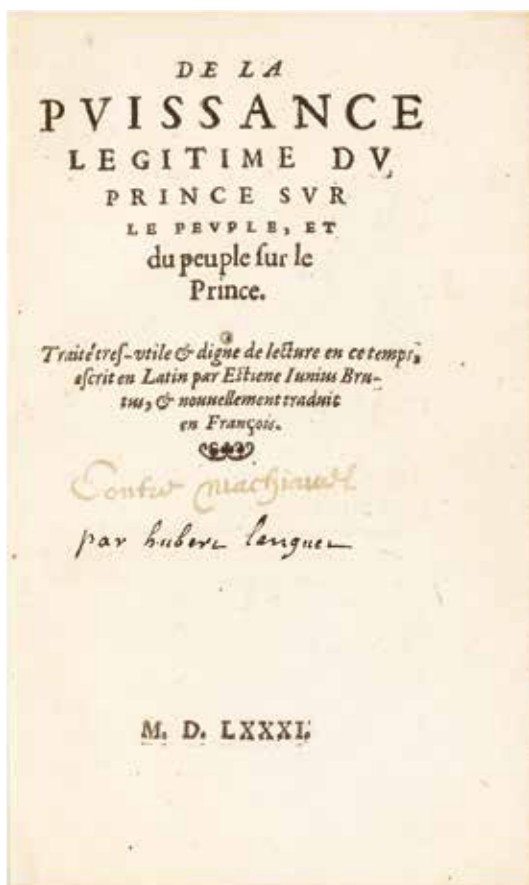 DE LA
PVISSANCE
LEGITIME DV
PRINCE SVR
LE PEVPLE, ET
du peuple ſur le
Prince.
Traité treſ-vtile & digne de lecture en ce temps,
eſcrit en Latin par Eſtiene Iunius Bru-
tus, & nouuellement traduit
en François.
Contre Machiauel
par hubert languet
M. D. LXXXI.